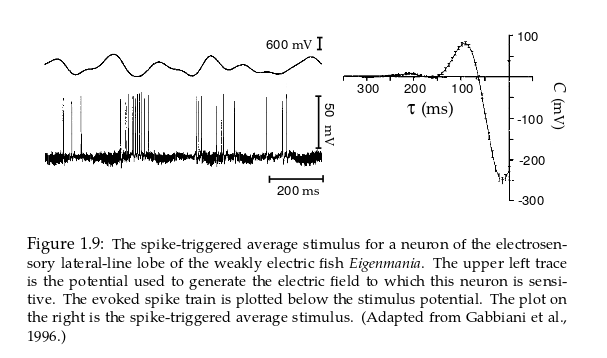 600 mV
50 mV
200 ms
100
0
-100
-200
-300
C (mV)
300 200 100
τ (ms)
Figure 1.9: The spike-triggered average stimulus for a neuron of the electrosen-
sory lateral-line lobe of the weakly electric fish Eigenmania. The upper left trace
is the potential used to generate the electric field to which this neuron is sensi-
tive. The evoked spike train is plotted below the stimulus potential. The plot on
the right is the spike-triggered average stimulus. (Adapted from Gabbiani et al.,
1996.)